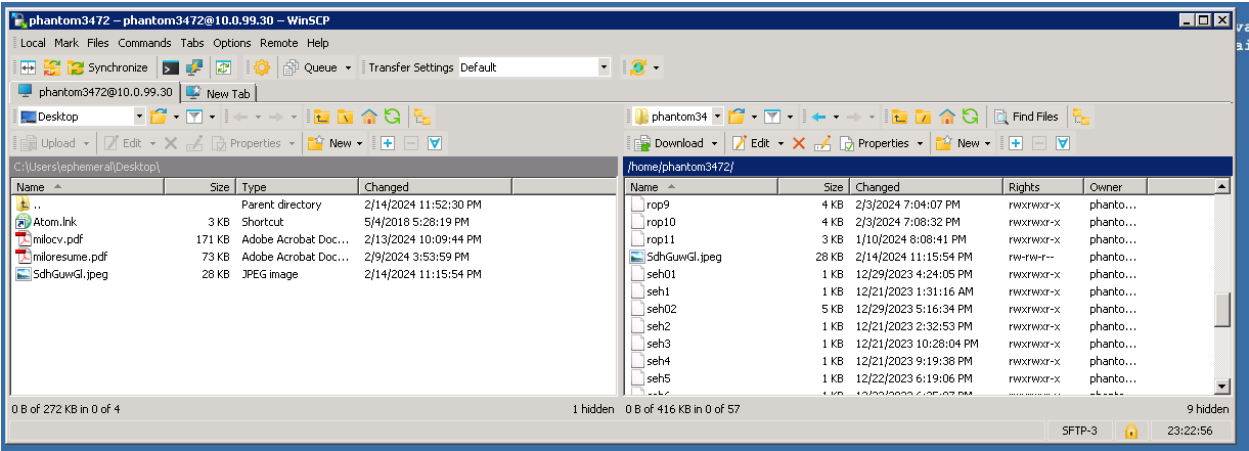 phantom3472 – phantom3472@10.0.99.30 – WinSCP
Local Mark Files Commands Tabs Options Remote Help
Synchronize Queue Transfer Settings Default
phantom3472@10.0.99.30 New Tab
Desktop
Upload Edit Properties New
C:\Users\ephemeral\Desktop\
Name Size Type Changed
.. Parent directory 2/14/2024 11:52:30 PM
Atom.lnk 3 KB Shortcut 5/4/2018 5:28:19 PM
milocv.pdf 171 KB Adobe Acrobat Doc... 2/13/2024 10:09:44 PM
miloresume.pdf 73 KB Adobe Acrobat Doc... 2/9/2024 3:53:59 PM
SdhGuwGl.jpeg 28 KB JPEG image 2/14/2024 11:15:54 PM
0 B of 272 KB in 0 of 4 1 hidden
phantom34 Find Files
Download Edit Properties New
/home/phantom3472/
Name Size Changed Rights Owner
rop9 4 KB 2/3/2024 7:04:07 PM rwxrwxr-x phanto...
rop10 4 KB 2/3/2024 7:08:32 PM rwxrwxr-x phanto...
rop11 3 KB 1/10/2024 8:08:41 PM rwxrwxr-x phanto...
SdhGuwGl.jpeg 28 KB 2/14/2024 11:15:54 PM rw-rw-r-- phanto...
seh01 1 KB 12/29/2023 4:24:05 PM rwxrwxr-x phanto...
seh1 1 KB 12/21/2023 1:31:16 AM rwxrwxr-x phanto...
seh02 5 KB 12/29/2023 5:16:34 PM rwxrwxr-x phanto...
seh2 1 KB 12/21/2023 2:32:53 PM rwxrwxr-x phanto...
seh3 1 KB 12/21/2023 10:28:04 PM rwxrwxr-x phanto...
seh4 1 KB 12/21/2023 9:19:38 PM rwxrwxr-x phanto...
seh5 1 KB 12/22/2023 6:19:06 PM rwxrwxr-x phanto...
0 B of 416 KB in 0 of 57 9 hidden
SFTP-3 23:22:56